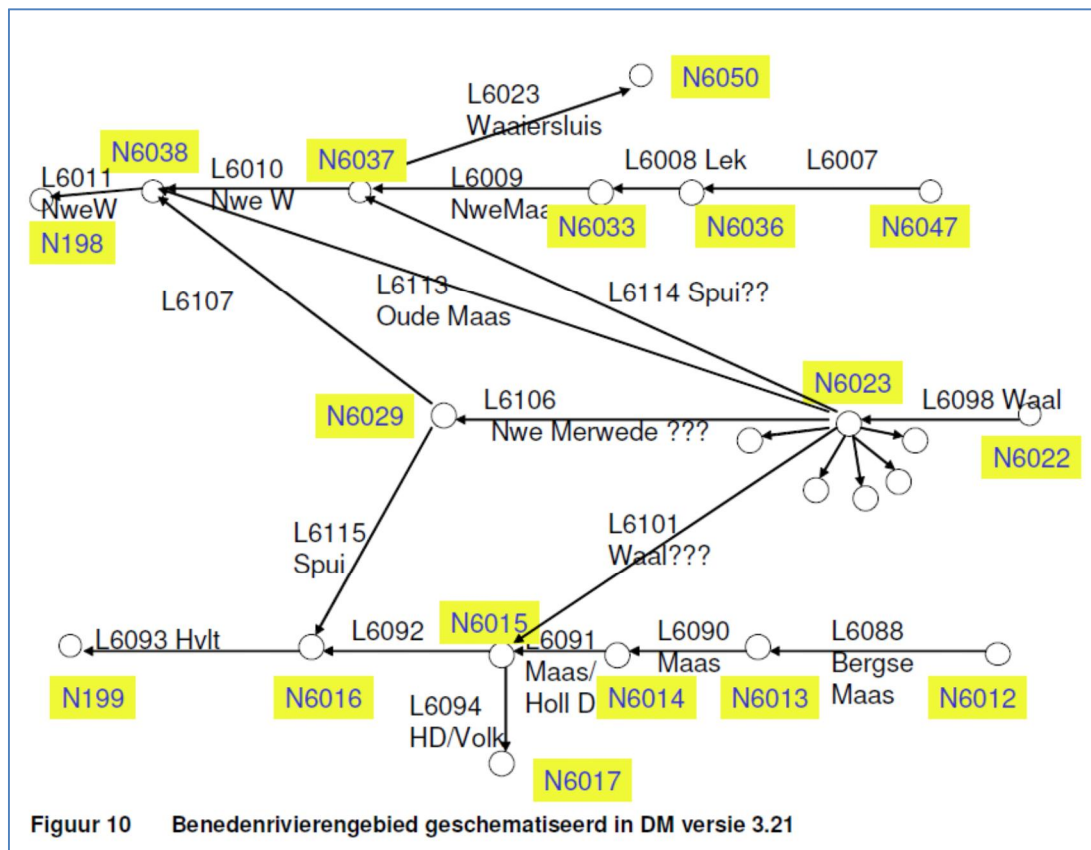 N6050
L6023
Waaiersluis
N6038
N6037
L6011
NweW
L6010
Nwe W
L6009
NweMaa
L6008 Lek
L6007
N198
N6033
N6036
N6047
L6107
L6113
Oude Maas
L6114 Spui??
N6023
L6098 Waal
N6022
N6029
L6106
Nwe Merwede ???
L6115
Spui
L6101
Waal???
N6015
L6093 Hvlt
L6092
L6091
Maas/
Holl D
L6090
Maas
L6088
Bergse
Maas
N199
N6016
L6094
HD/Volk
N6014
N6013
N6012
N6017
Figuur 10 Benedenrivierengebied geschematiseerd in DM versie 3.21